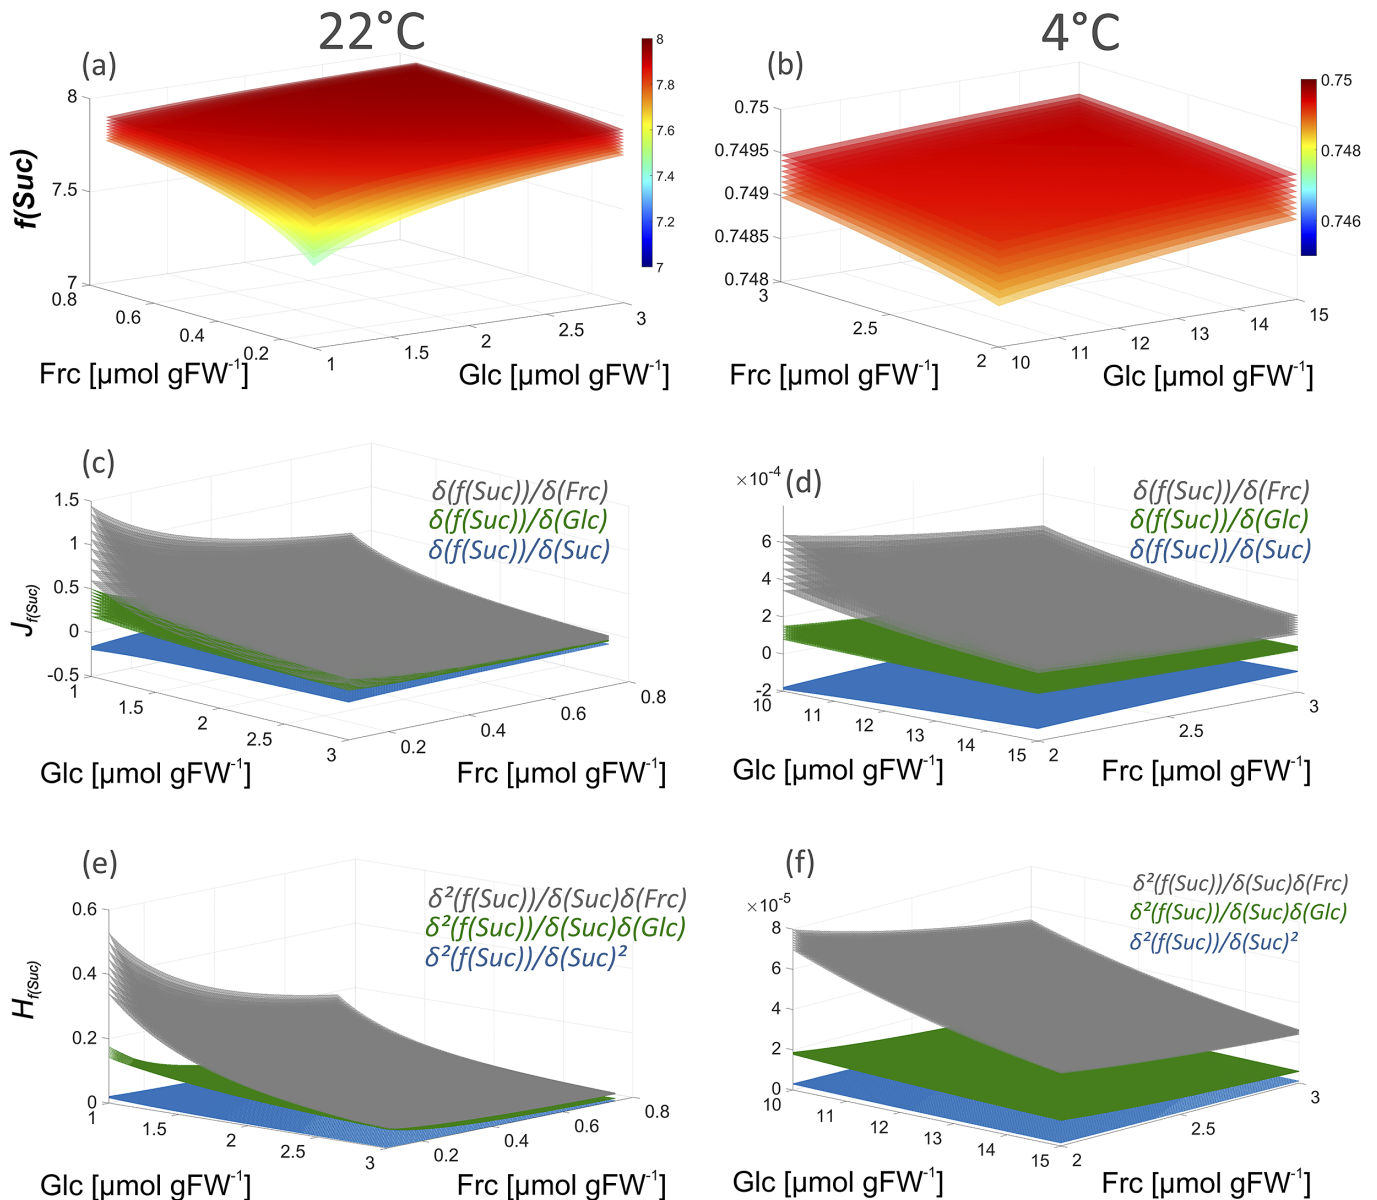 22°C
4°C
(a)
8
7.5
7
f(Suc)
0.8
0.6
0.4
0.2
1
1.5
2
2.5
3
Frc [µmol gFW⁻¹]
Glc [µmol gFW⁻¹]
8
7.8
7.6
7.4
7.2
7
(b)
0.75
0.7495
0.749
0.7485
0.748
3
2.5
2
10
11
12
13
14
15
Frc [µmol gFW⁻¹]
Glc [µmol gFW⁻¹]
0.75
0.748
0.746
(c)
δ(f(Suc))/δ(Frc)
δ(f(Suc))/δ(Glc)
δ(f(Suc))/δ(Suc)
1.5
1
0.5
0
-0.5
J f(Suc)
1
1.5
2
2.5
3
0.2
0.4
0.6
0.8
Glc [µmol gFW⁻¹]
Frc [µmol gFW⁻¹]
(d)
×10⁻⁴
δ(f(Suc))/δ(Frc)
δ(f(Suc))/δ(Glc)
δ(f(Suc))/δ(Suc)
6
4
2
0
-2
10
11
12
13
14
15
2
2.5
3
Glc [µmol gFW⁻¹]
Frc [µmol gFW⁻¹]
(e)
δ²(f(Suc))/δ(Suc)δ(Frc)
δ²(f(Suc))/δ(Suc)δ(Glc)
δ²(f(Suc))/δ(Suc)²
0.6
0.4
0.2
0
H f(Suc)
1
1.5
2
2.5
3
0.2
0.4
0.6
0.8
Glc [µmol gFW⁻¹]
Frc [µmol gFW⁻¹]
(f)
×10⁻⁵
δ²(f(Suc))/δ(Suc)δ(Frc)
δ²(f(Suc))/δ(Suc)δ(Glc)
δ²(f(Suc))/δ(Suc)²
8
6
4
2
0
10
11
12
13
14
15
2
2.5
3
Glc [µmol gFW⁻¹]
Frc [µmol gFW⁻¹]